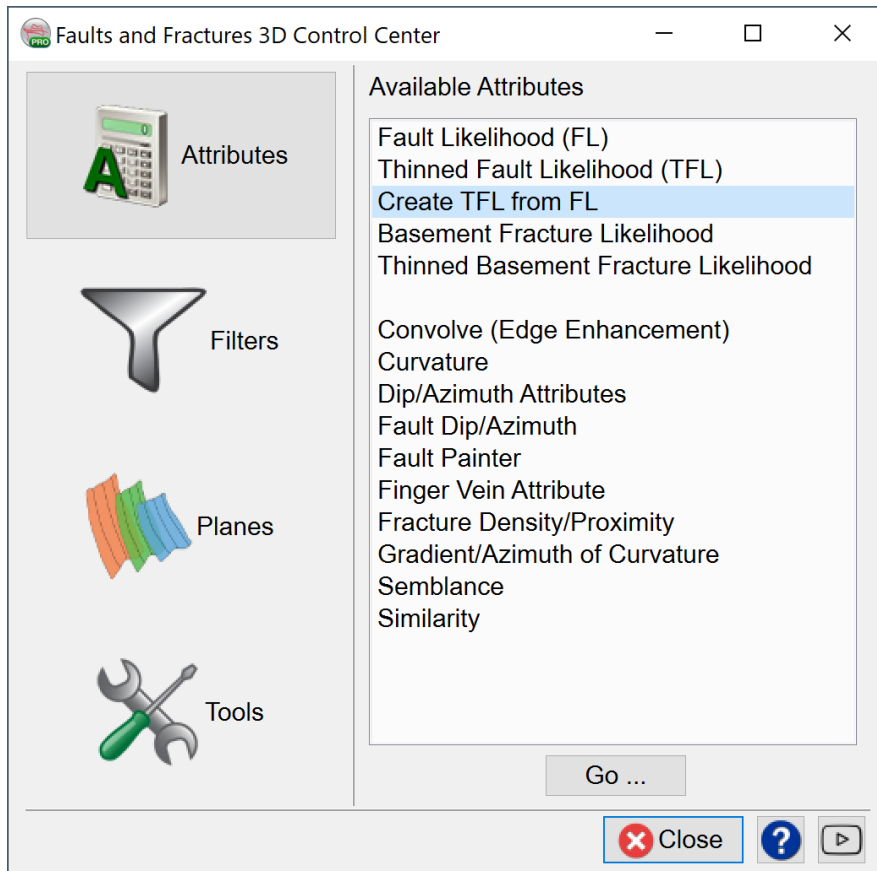 PRO
Faults and Fractures 3D Control Center
Attributes
Filters
Planes
Tools
Available Attributes
Fault Likelihood (FL)
Thinned Fault Likelihood (TFL)
Create TFL from FL
Basement Fracture Likelihood
Thinned Basement Fracture Likelihood
Convolve (Edge Enhancement)
Curvature
Dip/Azimuth Attributes
Fault Dip/Azimuth
Fault Painter
Finger Vein Attribute
Fracture Density/Proximity
Gradient/Azimuth of Curvature
Semblance
Similarity
Go ...
Close
?